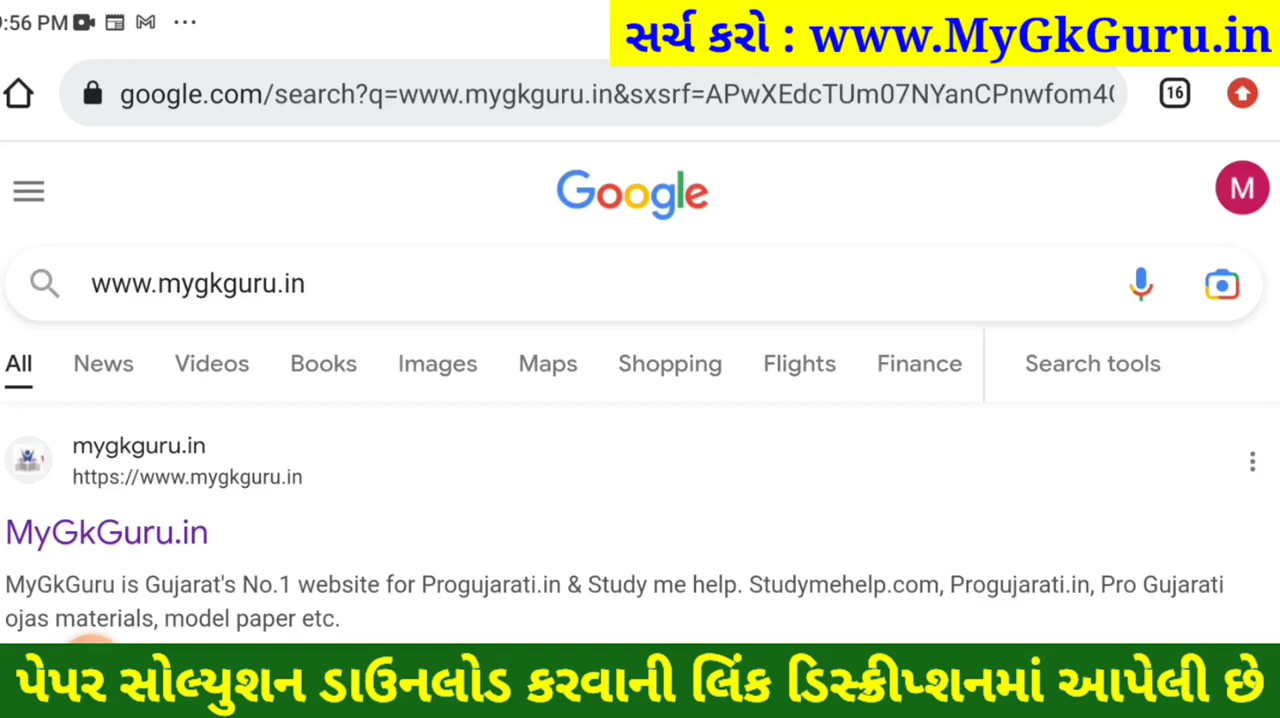 :56 PM
સર્ચ કરો : www.MyGkGuru.in
google.com/search?q=www.mygkguru.in&sxsrf=APwXEdcTUm07NYanCPnwfom4
16
Google
M
www.mygkguru.in
All News Videos Books Images Maps Shopping Flights Finance Search tools
mygkguru.in
https://www.mygkguru.in
MyGkGuru.in
MyGkGuru is Gujarat's No.1 website for Progujarati.in & Study me help. Studymehelp.com, Progujarati.in, Pro Gujarati
ojas materials, model paper etc.
પેપર સોલ્યુશન ડાઉનલોડ કરવાની લિંક ડિસ્ક્રીપ્શનમાં આપેલી છે